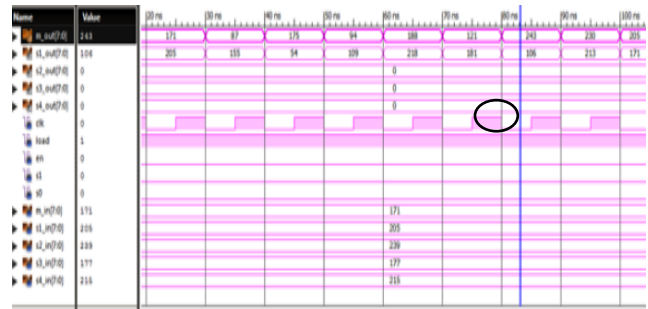 Name Value 20 ns 30 ns 40 ns 50 ns 60 ns 70 ns 80 ns 90 ns 100 ns
m_out[7:0] 243 171 87 175 94 188 121 243 230 205
s1_out[7:0] 106 205 155 54 109 218 181 106 213 171
s2_out[7:0] 0 0
s3_out[7:0] 0 0
s4_out[7:0] 0 0
clk 0
load 1
en 0
s1 0
s0 0
m_in[7:0] 171 171
s1_in[7:0] 205 205
s2_in[7:0] 239 239
s3_in[7:0] 177 177
s4_in[7:0] 215 215